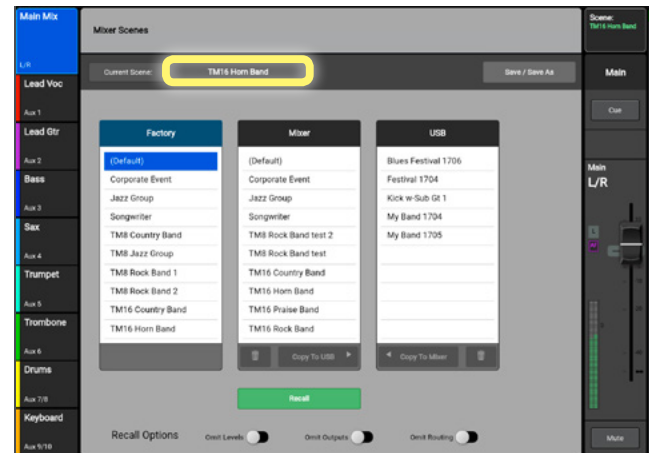 Main Mix
L/R
Lead Voc
Aux 1
Lead Gtr
Aux 2
Bass
Aux 3
Sax
Aux 4
Trumpet
Aux 5
Trombone
Aux 6
Drums
Aux 7/8
Keyboard
Aux 9/10
Mixer Scenes
Current Scene:
TM16 Horn Band
Save / Save As
Factory
(Default)
Corporate Event
Jazz Group
Songwriter
TM8 Country Band
TM8 Jazz Group
TM8 Rock Band 1
TM8 Rock Band 2
TM16 Country Band
TM16 Horn Band
Mixer
(Default)
Corporate Event
Jazz Group
Songwriter
TM8 Rock Band test 2
TM8 Rock Band test
TM16 Country Band
TM16 Horn Band
TM16 Praise Band
TM16 Rock Band
Copy To USB
USB
Blues Festival 1706
Festival 1704
Kick w-Sub Gt 1
My Band 1704
My Band 1705
Copy To Mixer
Recall
Recall Options
Omit Levels
Omit Outputs
Omit Routing
Scene:
TM16 Horn Band
Main
Cue
Main
L/R
Mute